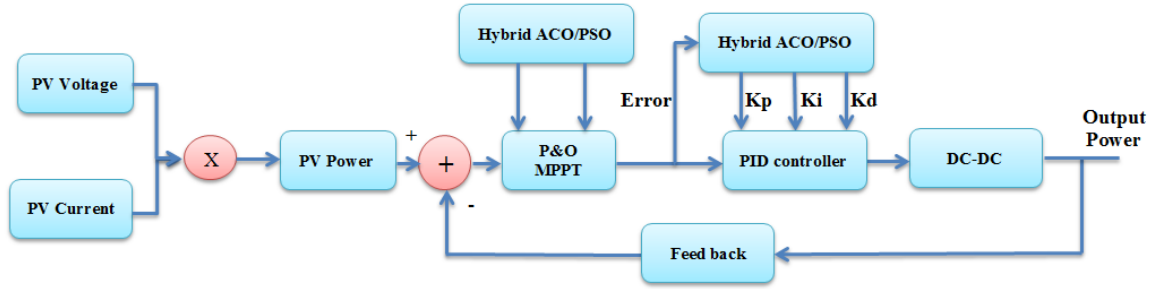 Hybrid ACO/PSO
Hybrid ACO/PSO
PV Voltage
Error
Kp
Ki
Kd
Output
Power
+
X
PV Power
+
P&O
MPPT
PID controller
DC-DC
PV Current
-
Feed back